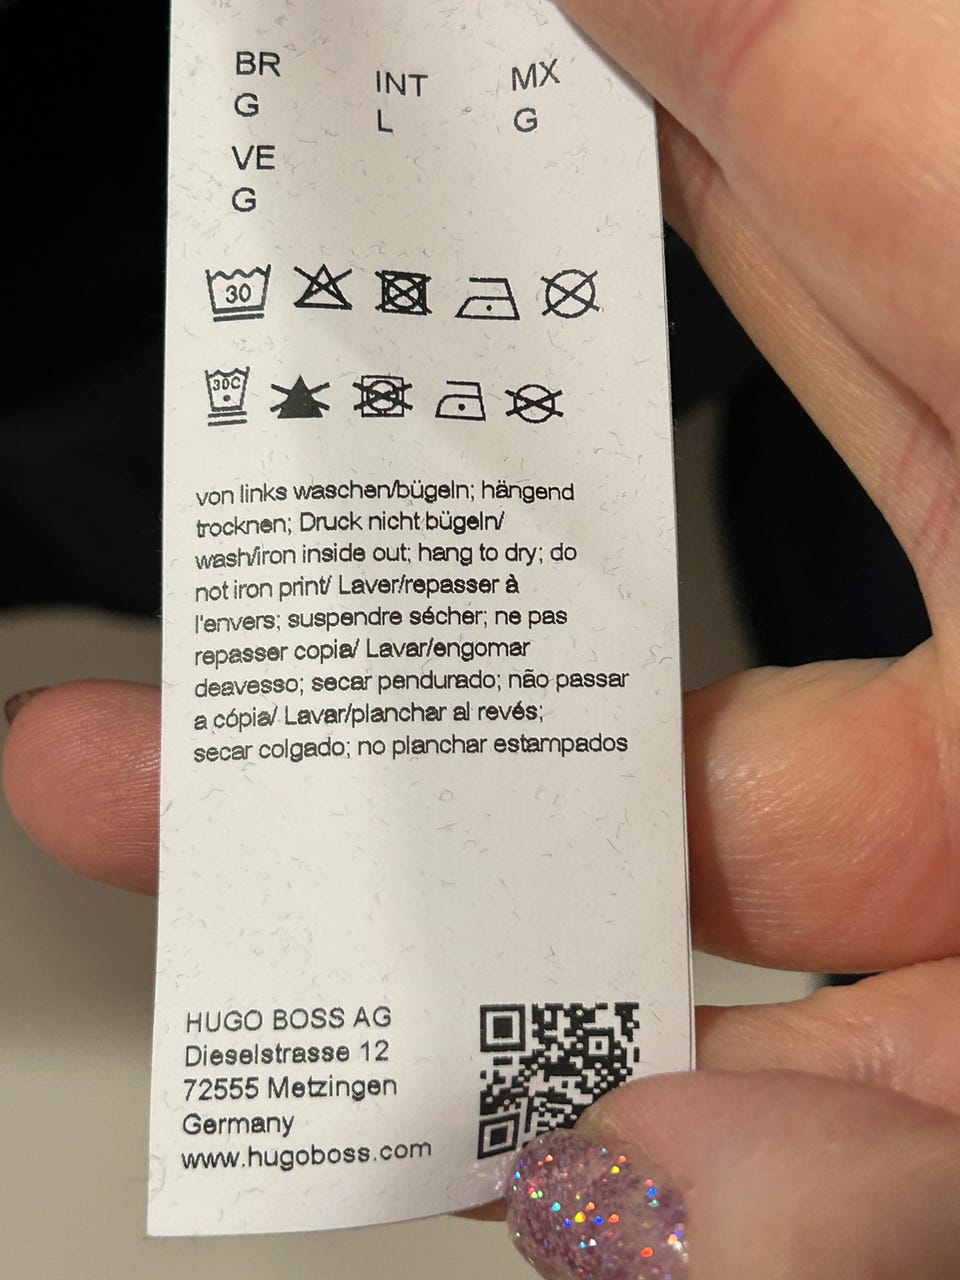 BR INT MX
G L G
VE
G
30
30C
von links waschen/bügeln; hängend
trocknen; Druck nicht bügeln/
wash/iron inside out; hang to dry; do
not iron print/ Laver/repasser à
l'envers; suspendre sécher; ne pas
repasser copia/ Lavar/engomar
deavesso; secar pendurado; não passar
a cópia/ Lavar/planchar al revés;
secar colgado; no planchar estampados
HUGO BOSS AG
Dieselstrasse 12
72555 Metzingen
Germany
www.hugoboss.com